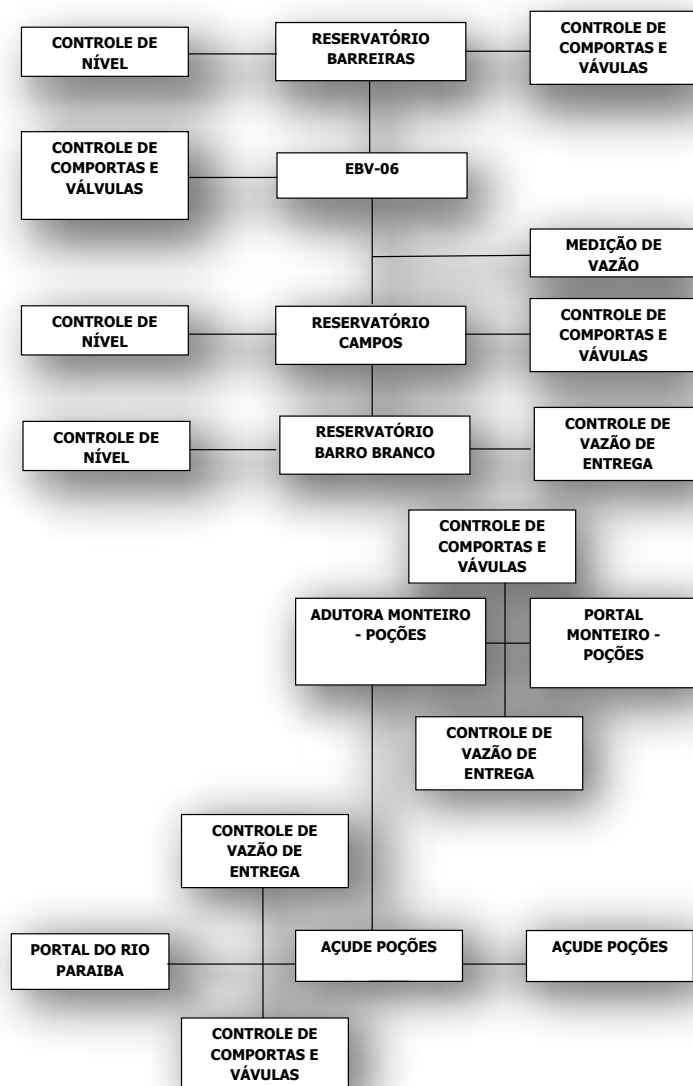 CONTROLE DE
NÍVEL
RESERVATÓRIO
BARREIRAS
CONTROLE DE
COMPORTAS E
VÁVULAS
CONTROLE DE
COMPORTAS E
VÁLVULAS
EBV-06
MEDIÇÃO DE
VAZÃO
CONTROLE DE
NÍVEL
RESERVATÓRIO
CAMPOS
CONTROLE DE
COMPORTAS E
VÁVULAS
CONTROLE DE
NÍVEL
RESERVATÓRIO
BARRO BRANCO
CONTROLE DE
VAZÃO DE
ENTREGA
CONTROLE DE
COMPORTAS E
VÁVULAS
ADUTORA MONTEIRO
- POÇÕES
PORTAL
MONTEIRO -
POÇÕES
CONTROLE DE
VAZÃO DE
ENTREGA
CONTROLE DE
VAZÃO DE
ENTREGA
PORTAL DO RIO
PARAIBA
AÇUDE POÇÕES
AÇUDE POÇÕES
CONTROLE DE
COMPORTAS E
VÁVULAS